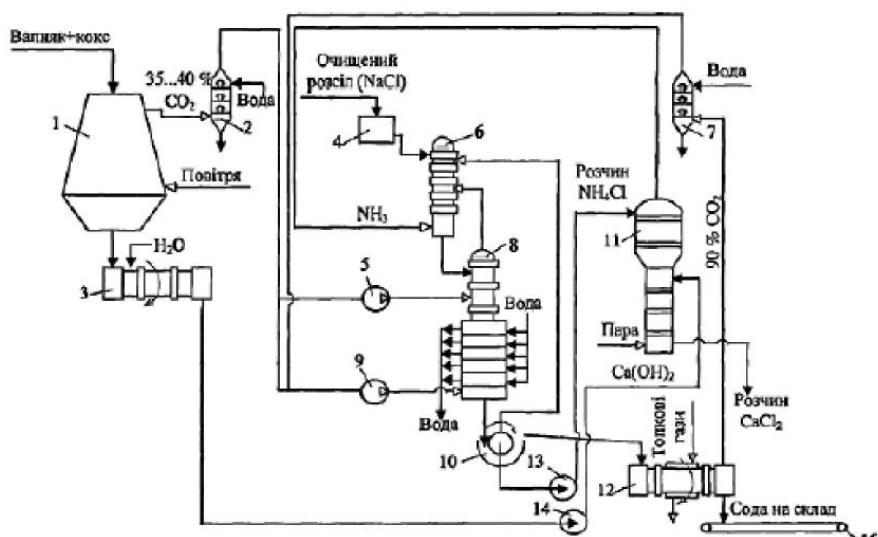 Вапняк+кокс
35...40 %
CO₂
Вода
1
2
Повітря
H₂O
3
Очищений
розсіл (NaCl)
4
6
NH₃
8
5
Вода
9
Вода
10
13
14
Вода
7
Розчин
NH₄Cl
11
90 % CO₂
Пара
Ca(OH)₂
Розчин
CaCl₂
Топкові
гази
12
Сода на склад